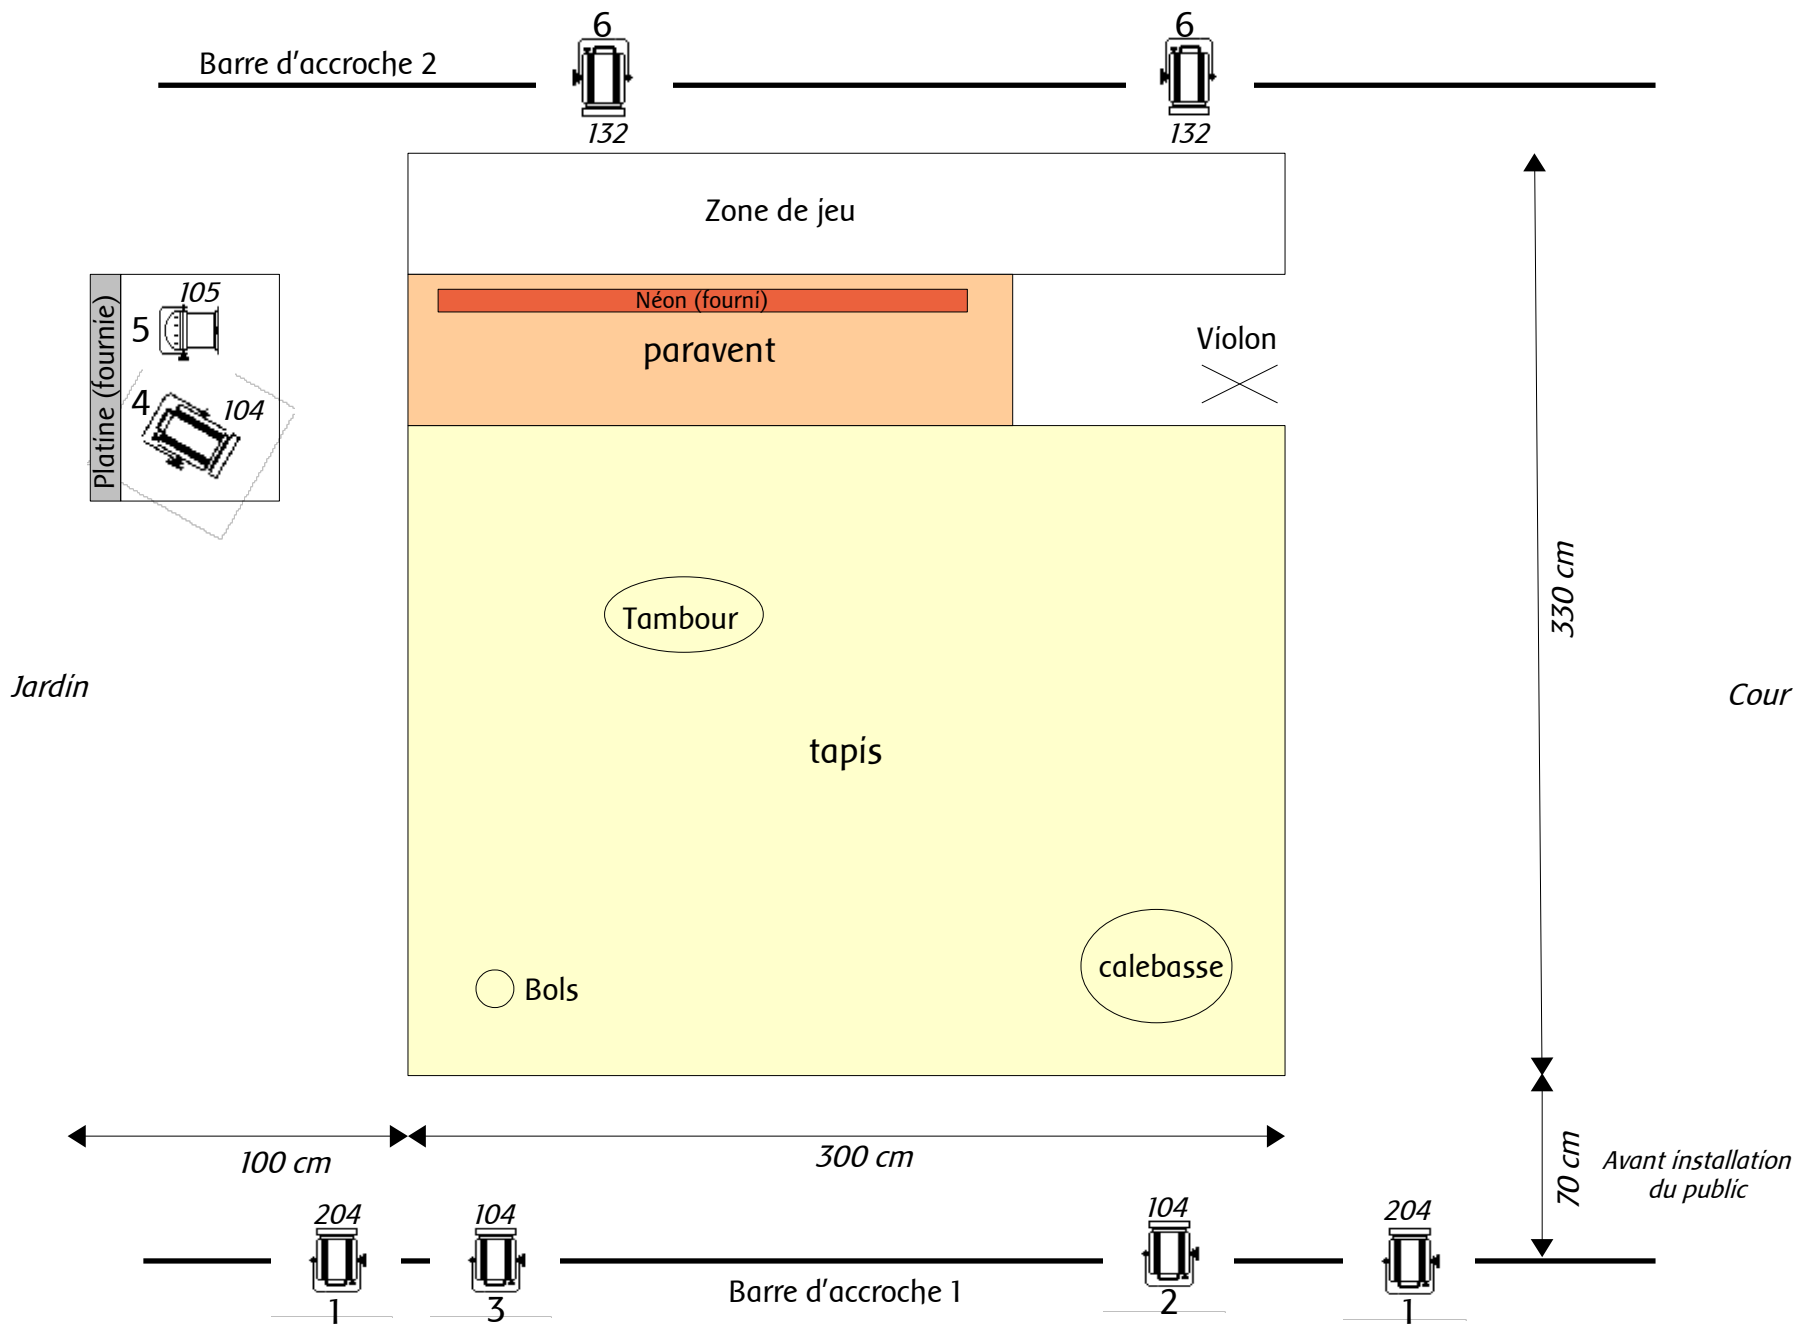 6
6
Barre d'accroche 2
132
132
Zone de jeu
Platine (fournie)
105
5
4
104
Néon (fourni)
paravent
Violon
Tambour
330 cm
Jardin
Cour
tapis
Bols
calebasse
100 cm
300 cm
70 cm
Avant installation
du public
204
104
104
204
Barre d'accroche 1
1
3
2
1